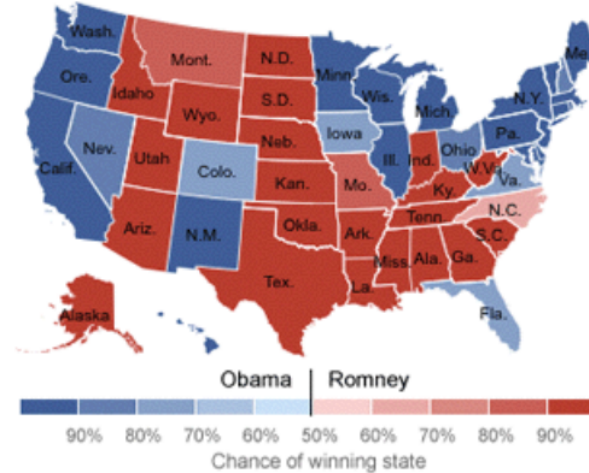 Wash.
Mont.
N.D.
Minn.
Me.
Ore.
Idaho
S.D.
Wis.
Mich.
N.Y.
Wyo.
Neb.
Iowa
Pa.
Nev.
Utah
Colo.
Ill.
Ind.
Ohio
W.Va.
Va.
Calif.
Kan.
Mo.
Ky.
N.C.
Ariz.
N.M.
Okla.
Ark.
Tenn.
S.C.
Miss.
Ala.
Ga.
Tex.
La.
Fla.
Alaska
Obama Romney
90% 80% 70% 60% 50% 60% 70% 80% 90%
Chance of winning state